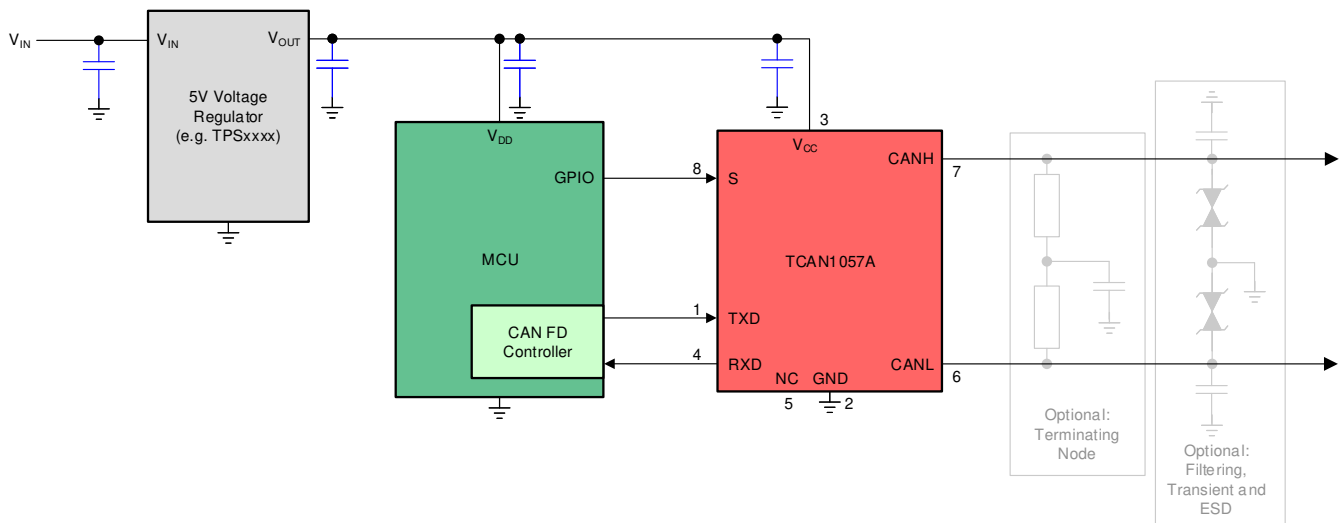 VIN
VIN
VOUT
5V Voltage
Regulator
(e.g. TPSxxxx)
VDD
GPIO
MCU
CAN FD
Controller
8
1
4
3
VCC
S
CANH
7
TCAN1057A
TXD
RXD
NC GND
CANL
6
5
2
Optional:
Terminating
Node
Optional:
Filtering,
Transient and
ESD